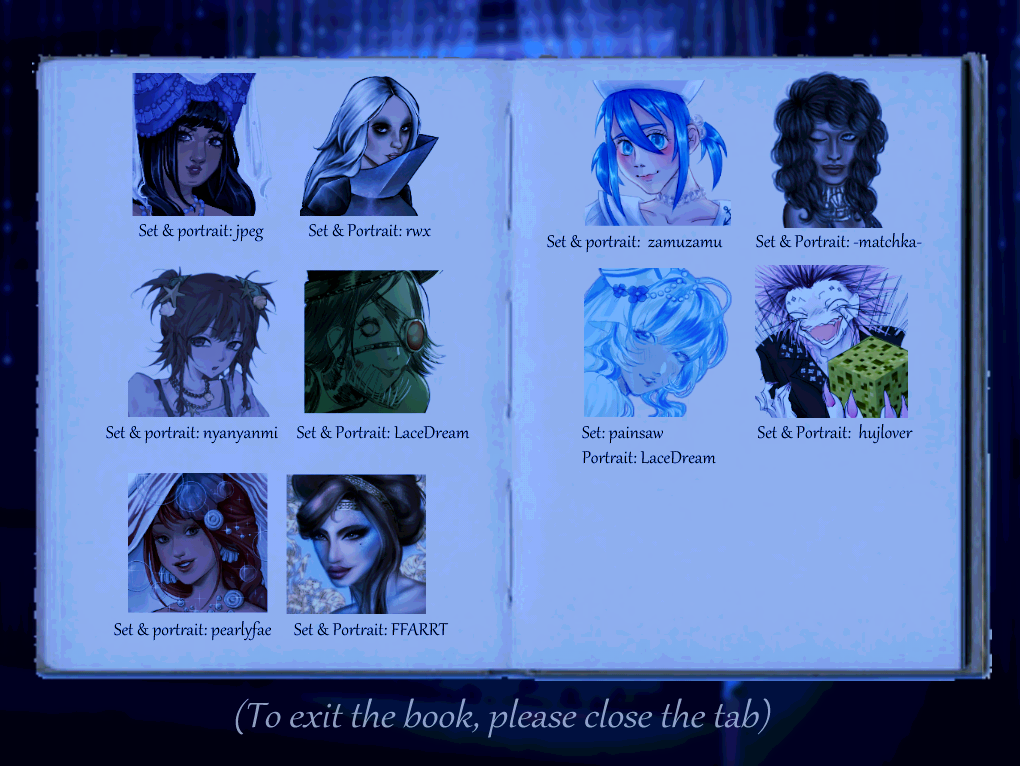 Set & portrait: jpeg
Set & Portrait: rwx
Set & portrait: nyanyanmi
Set & Portrait: LaceDream
Set & portrait: pearlyfae
Set & Portrait: FFARRT
Set & portrait: zamuzamu
Set & Portrait: -matchka-
Set: painsaw
Portrait: LaceDream
Set & Portrait: hujlover
(To exit the book, please close the tab)